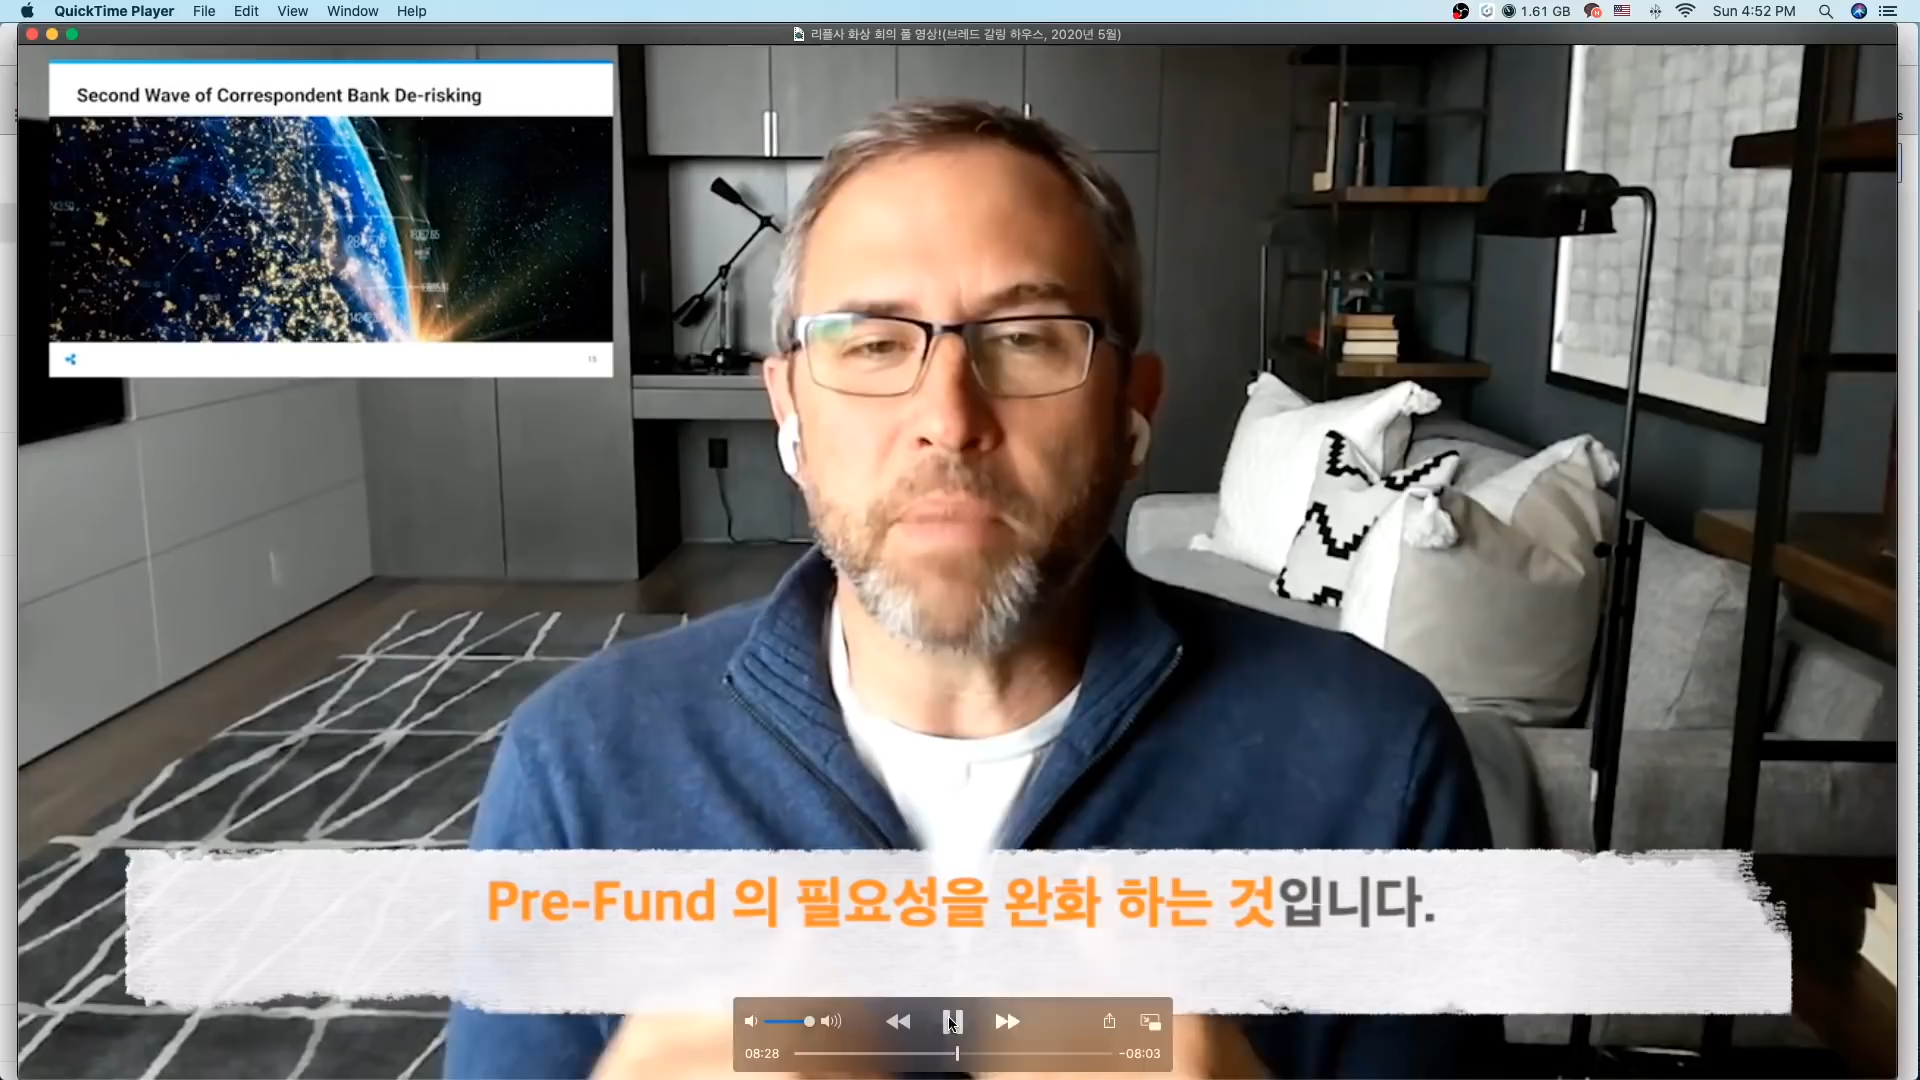 QuickTime Player File Edit View Window Help 1.61 GB Sun 4:52 PM
리플사 화상 회의 풀 영상!(브레드 갈링 하우스, 2020년 5월)
Second Wave of Correspondent Bank De-risking
15
Pre-Fund 의 필요성을 완화 하는 것입니다.
08:28 -08:03